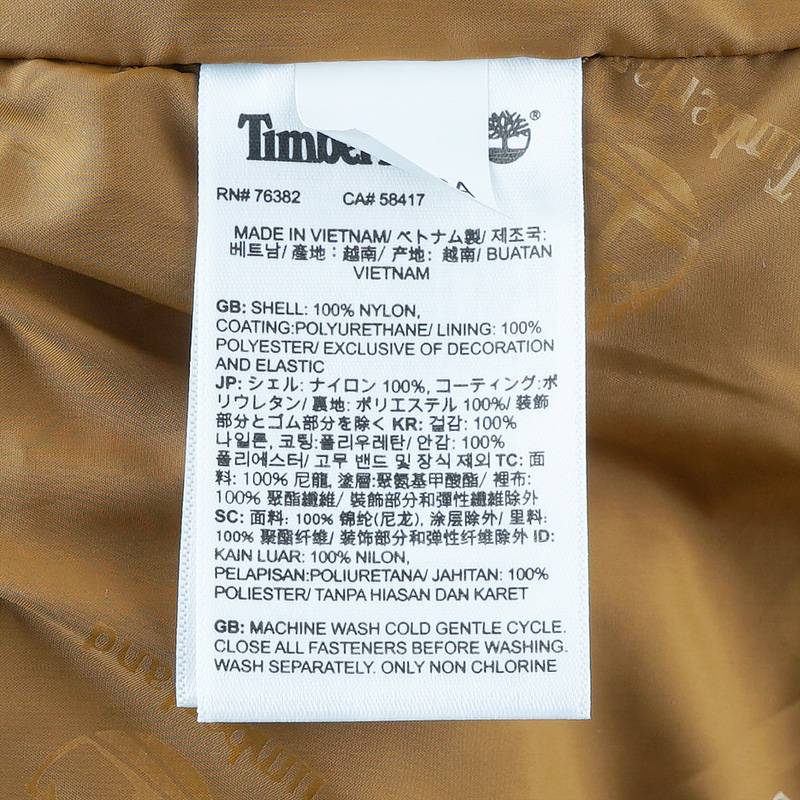 Timberland
®
RN# 76382 CA# 58417
MADE IN VIETNAM/ ベトナム製/ 제조국:
베트남/ 產地：越南/ 产地: 越南/ BUATAN
VIETNAM
GB: SHELL: 100% NYLON,
COATING:POLYURETHANE/ LINING: 100%
POLYESTER/ EXCLUSIVE OF DECORATION
AND ELASTIC
JP: シェル: ナイロン 100%, コーティング:ポ
リウレタン/ 裏地: ポリエステル 100%/ 装飾
部分とゴム部分を除く KR: 겉감: 100%
나일론, 코팅:폴리우레탄/ 안감: 100%
폴리에스터/ 고무 밴드 및 장식 제외 TC: 面
料: 100% 尼龍, 塗層:聚氨基甲酸酯/ 裡布:
100% 聚酯纖維/ 裝飾部分和彈性纖維除外
SC: 面料: 100% 锦纶(尼龙), 涂层除外/ 里料:
100% 聚酯纤维/ 装饰部分和弹性纤维除外 ID:
KAIN LUAR: 100% NILON,
PELAPISAN:POLIURETANA/ JAHITAN: 100%
POLIESTER/ TANPA HIASAN DAN KARET
GB: MACHINE WASH COLD GENTLE CYCLE.
CLOSE ALL FASTENERS BEFORE WASHING.
WASH SEPARATELY. ONLY NON CHLORINE
Timberland
Timberland